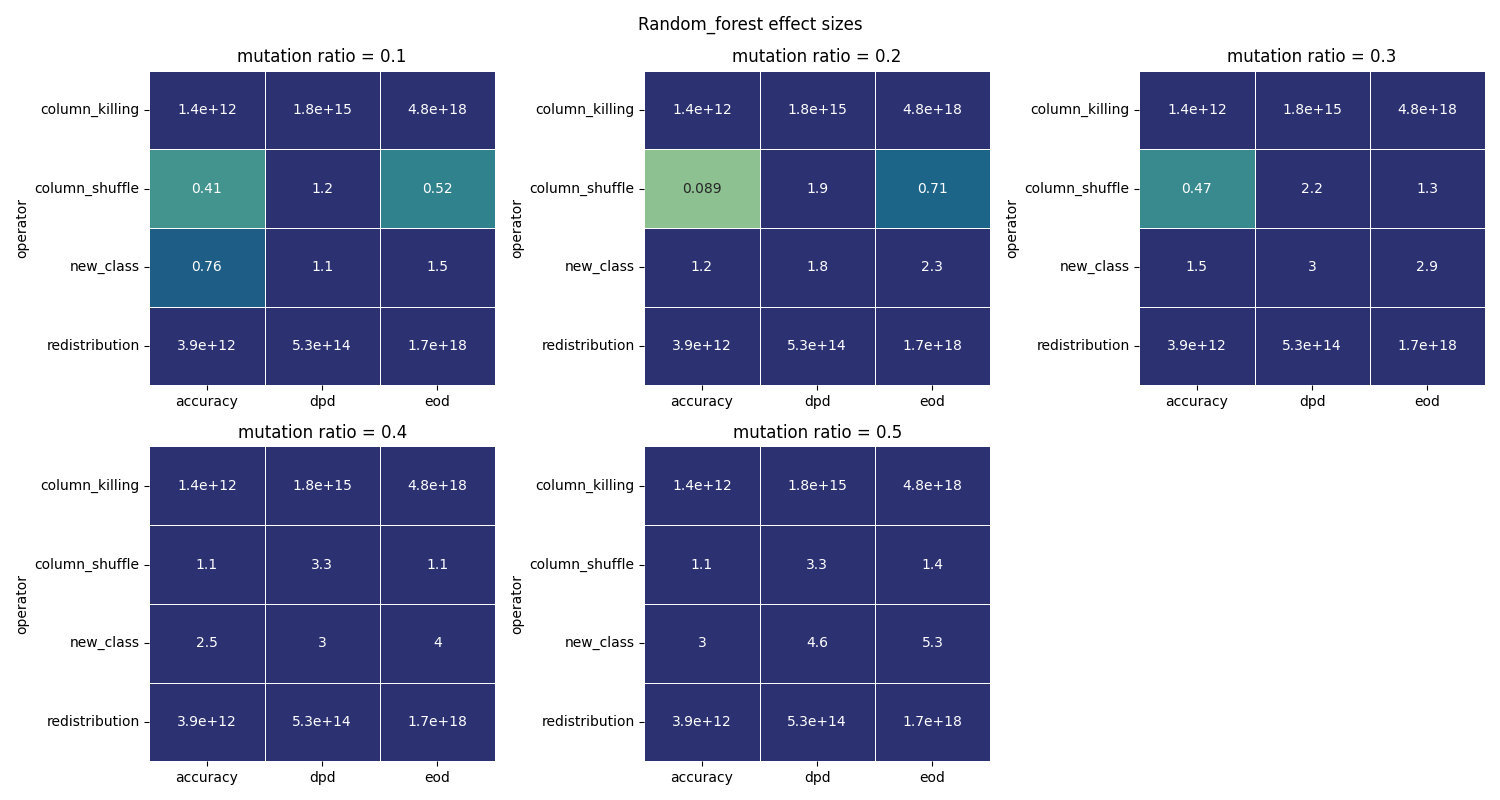 Random_forest effect sizes
mutation ratio = 0.1
operator
column_killing 1.4e+12 1.8e+15 4.8e+18
column_shuffle 0.41 1.2 0.52
new_class 0.76 1.1 1.5
redistribution 3.9e+12 5.3e+14 1.7e+18
accuracy dpd eod
mutation ratio = 0.2
operator
column_killing 1.4e+12 1.8e+15 4.8e+18
column_shuffle 0.089 1.9 0.71
new_class 1.2 1.8 2.3
redistribution 3.9e+12 5.3e+14 1.7e+18
accuracy dpd eod
mutation ratio = 0.3
operator
column_killing 1.4e+12 1.8e+15 4.8e+18
column_shuffle 0.47 2.2 1.3
new_class 1.5 3 2.9
redistribution 3.9e+12 5.3e+14 1.7e+18
accuracy dpd eod
mutation ratio = 0.4
operator
column_killing 1.4e+12 1.8e+15 4.8e+18
column_shuffle 1.1 3.3 1.1
new_class 2.5 3 4
redistribution 3.9e+12 5.3e+14 1.7e+18
accuracy dpd eod
mutation ratio = 0.5
operator
column_killing 1.4e+12 1.8e+15 4.8e+18
column_shuffle 1.1 3.3 1.4
new_class 3 4.6 5.3
redistribution 3.9e+12 5.3e+14 1.7e+18
accuracy dpd eod